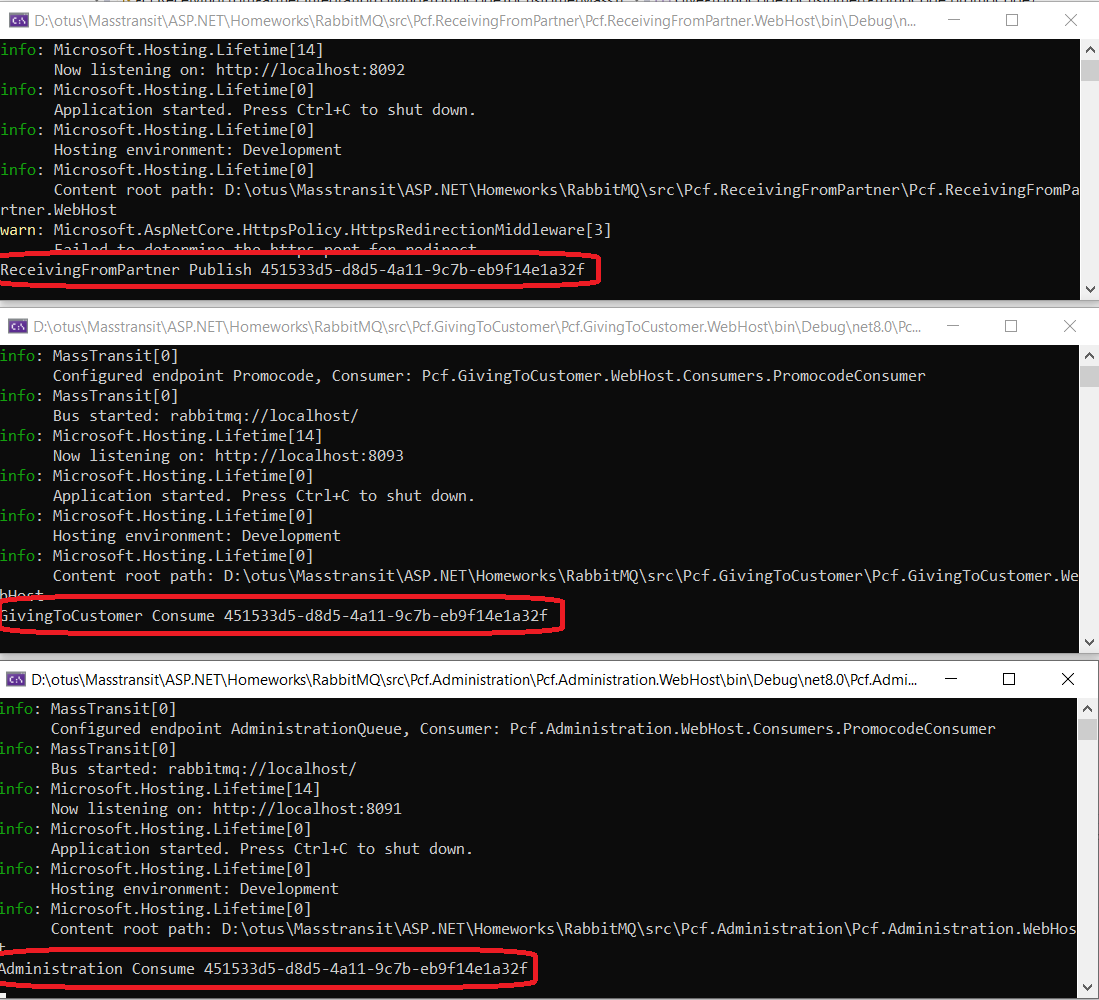 D:\otus\Masstransit\ASP.NET\Homeworks\RabbitMQ\src\Pcf.ReceivingFromPartner\Pcf.ReceivingFromPartner.WebHost\bin\Debug\n...
info: Microsoft.Hosting.Lifetime[14]
Now listening on: http://localhost:8092
info: Microsoft.Hosting.Lifetime[0]
Application started. Press Ctrl+C to shut down.
info: Microsoft.Hosting.Lifetime[0]
Hosting environment: Development
info: Microsoft.Hosting.Lifetime[0]
Content root path: D:\otus\Masstransit\ASP.NET\Homeworks\RabbitMQ\src\Pcf.ReceivingFromPartner\Pcf.ReceivingFromPa
rtner.WebHost
warn: Microsoft.AspNetCore.HttpsPolicy.HttpsRedirectionMiddleware[3]
Failed to determine the https port for redirect.
ReceivingFromPartner Publish 451533d5-d8d5-4a11-9c7b-eb9f14e1a32f
D:\otus\Masstransit\ASP.NET\Homeworks\RabbitMQ\src\Pcf.GivingToCustomer\Pcf.GivingToCustomer.WebHost\bin\Debug\net8.0\Pc...
info: MassTransit[0]
Configured endpoint Promocode, Consumer: Pcf.GivingToCustomer.WebHost.Consumers.PromocodeConsumer
info: MassTransit[0]
Bus started: rabbitmq://localhost/
info: Microsoft.Hosting.Lifetime[14]
Now listening on: http://localhost:8093
info: Microsoft.Hosting.Lifetime[0]
Application started. Press Ctrl+C to shut down.
info: Microsoft.Hosting.Lifetime[0]
Hosting environment: Development
info: Microsoft.Hosting.Lifetime[0]
Content root path: D:\otus\Masstransit\ASP.NET\Homeworks\RabbitMQ\src\Pcf.GivingToCustomer\Pcf.GivingToCustomer.We
bHost
GivingToCustomer Consume 451533d5-d8d5-4a11-9c7b-eb9f14e1a32f
D:\otus\Masstransit\ASP.NET\Homeworks\RabbitMQ\src\Pcf.Administration\Pcf.Administration.WebHost\bin\Debug\net8.0\Pcf.Admi...
info: MassTransit[0]
Configured endpoint AdministrationQueue, Consumer: Pcf.Administration.WebHost.Consumers.PromocodeConsumer
info: MassTransit[0]
Bus started: rabbitmq://localhost/
info: Microsoft.Hosting.Lifetime[14]
Now listening on: http://localhost:8091
info: Microsoft.Hosting.Lifetime[0]
Application started. Press Ctrl+C to shut down.
info: Microsoft.Hosting.Lifetime[0]
Hosting environment: Development
info: Microsoft.Hosting.Lifetime[0]
Content root path: D:\otus\Masstransit\ASP.NET\Homeworks\RabbitMQ\src\Pcf.Administration\Pcf.Administration.WebHos
t
Administration Consume 451533d5-d8d5-4a11-9c7b-eb9f14e1a32f